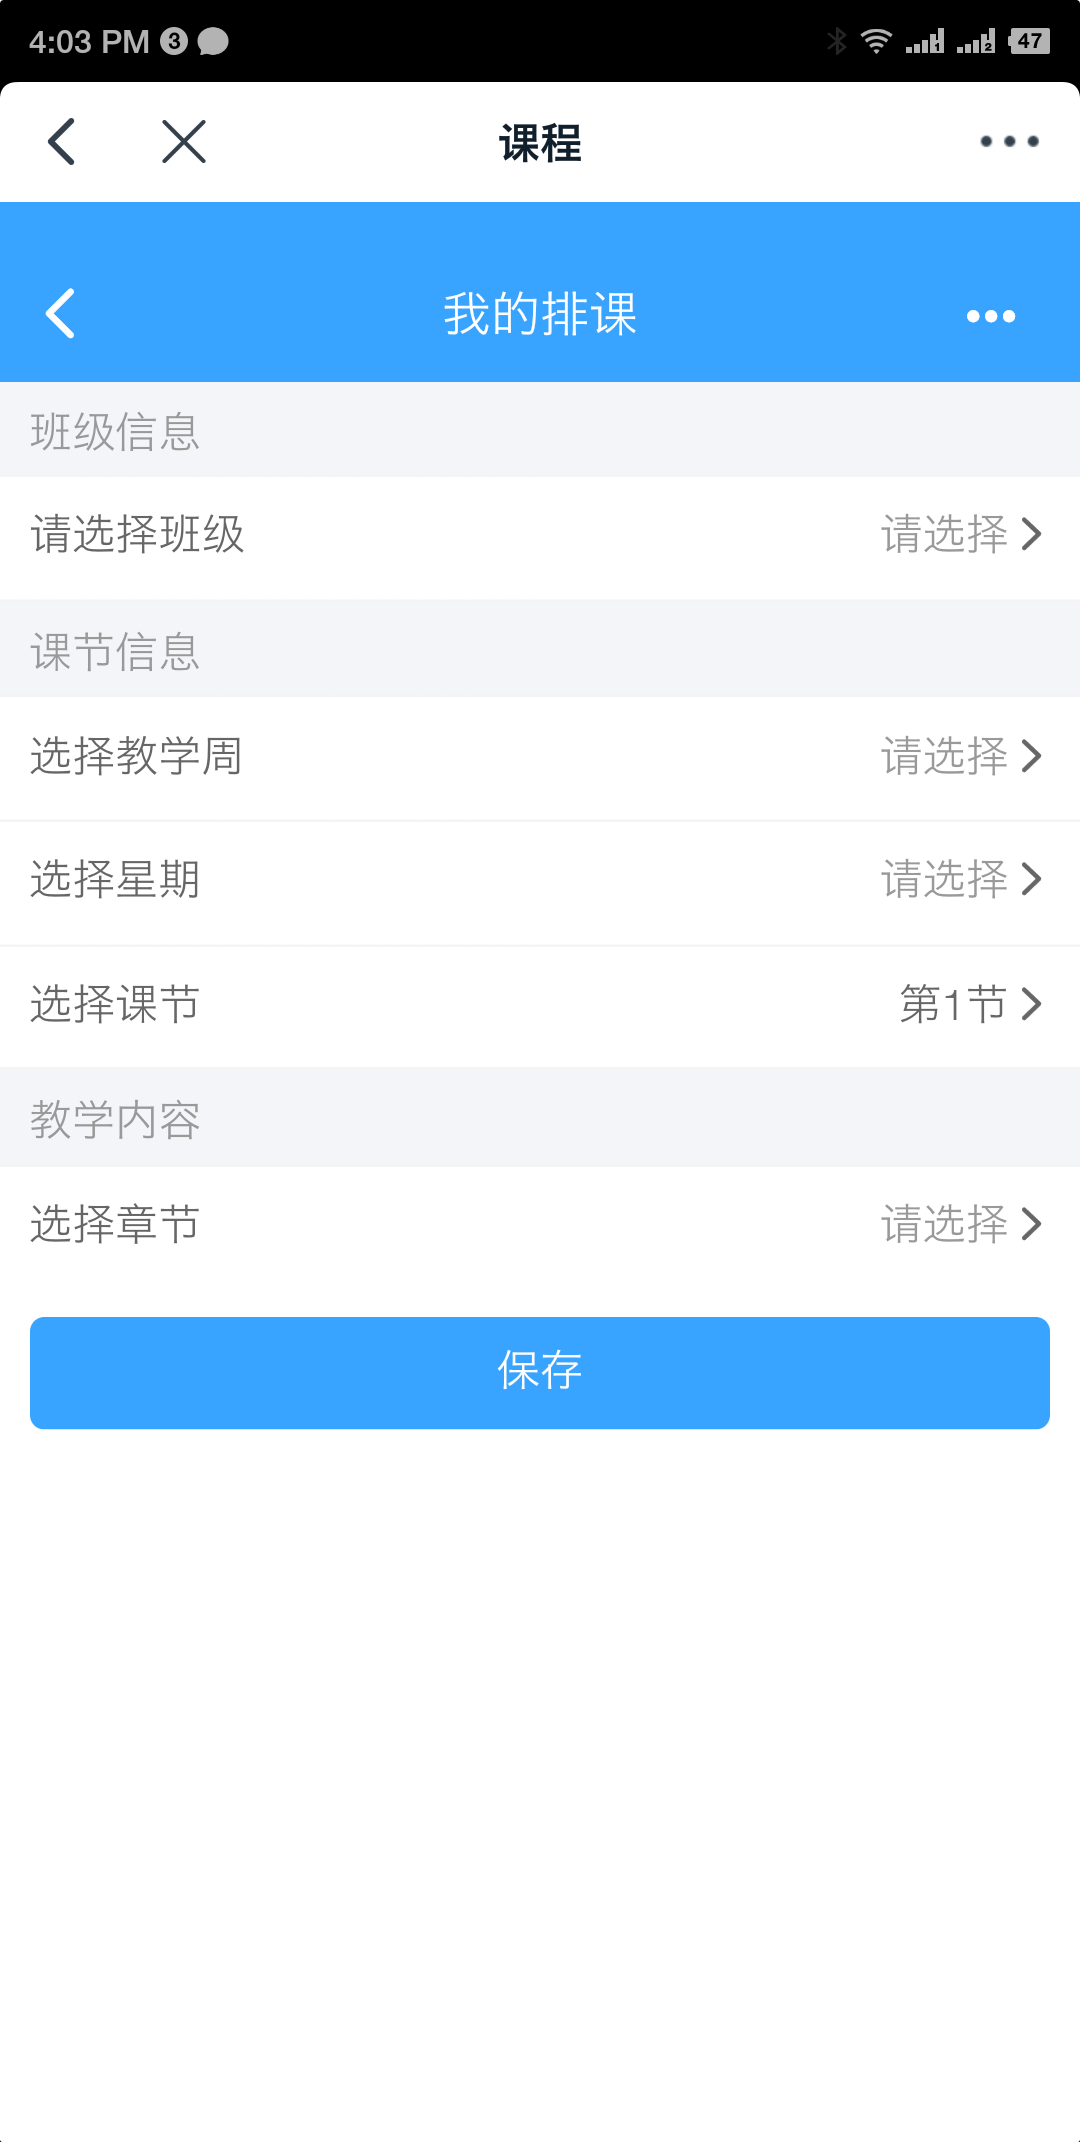 4:03 PM 3 1 2 47
课程
我的排课
班级信息
请选择班级 请选择
课节信息
选择教学周 请选择
选择星期 请选择
选择课节 第1节
教学内容
选择章节 请选择
保存